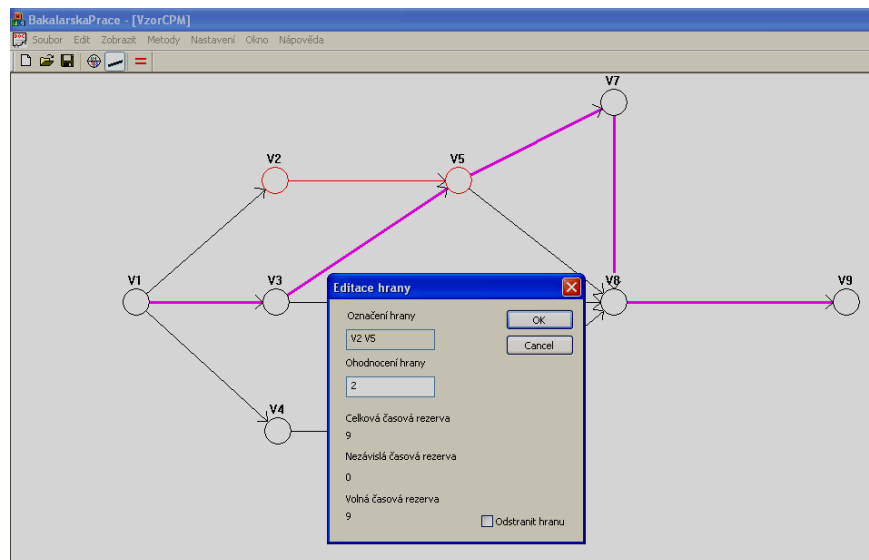 BakalarskaPrace - [VzorCPM]
Soubor Edit Zobrazit Metody Nastavení Okno Nápověda
V7
V2
V5
V1
V3
V8
V9
V4
Editace hrany
Označení hrany
V2 V5
OK
Cancel
Ohodnocení hrany
2
Celková časová rezerva
9
Nezávislá časová rezerva
0
Volná časová rezerva
9
Odstranit hranu